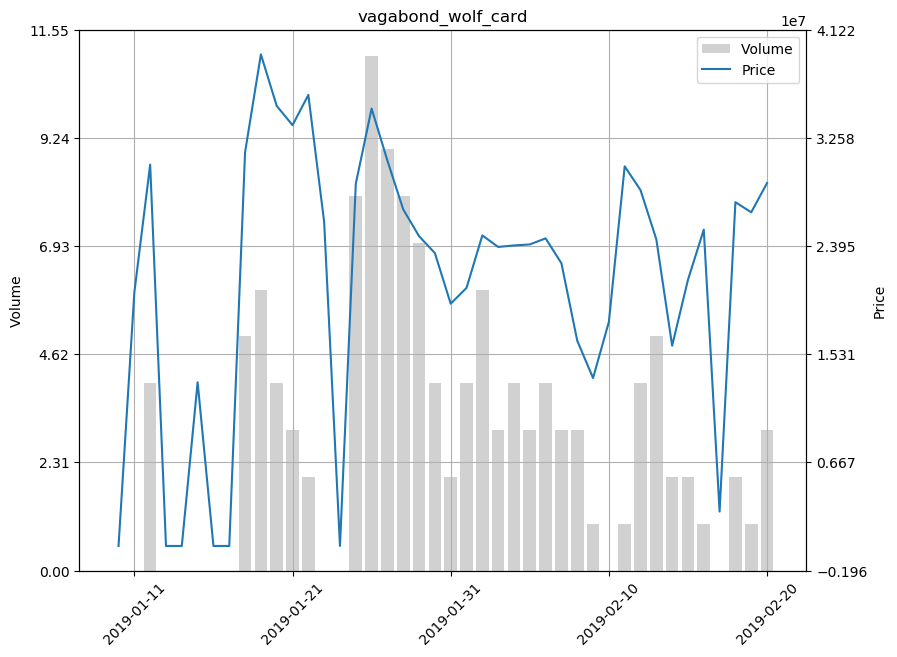 vagabond_wolf_card
1e7
11.55
9.24
6.93
4.62
2.31
0.00
Volume
4.122
3.258
2.395
1.531
0.667
−0.196
Price
Volume
Price
2019-01-11
2019-01-21
2019-01-31
2019-02-10
2019-02-20